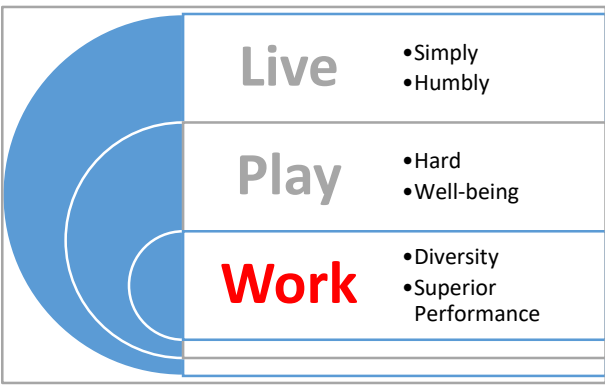 Live
•Simply
•Humbly
Play
•Hard
•Well-being
Work
•Diversity
•Superior
Performance